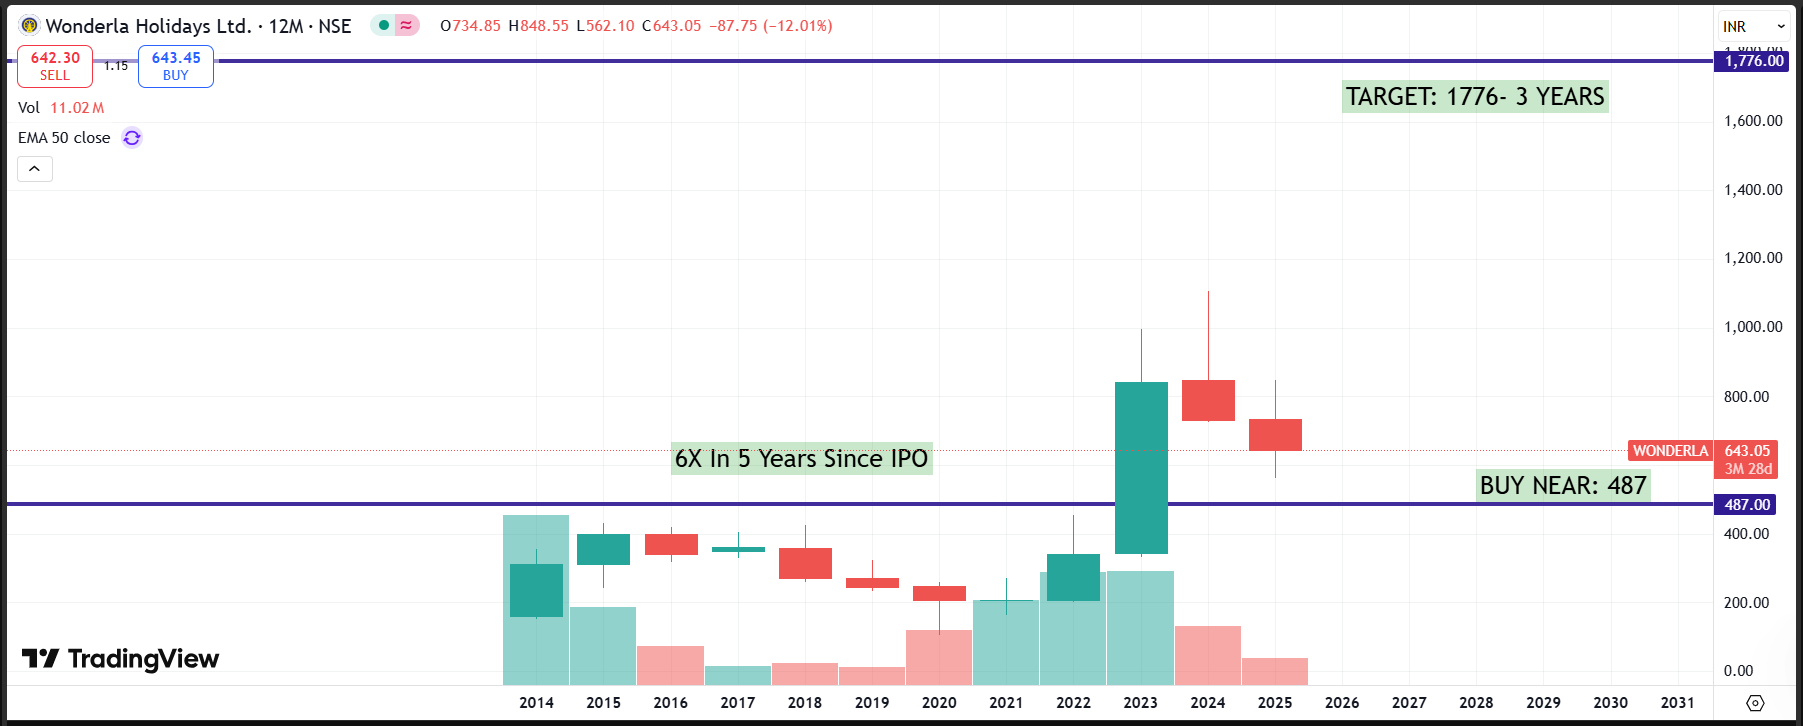 Wonderla Holidays Ltd. · 12M · NSE O734.85 H848.55 L562.10 C643.05 −87.75 (−12.01%)
INR
642.30 SELL 1.15 643.45 BUY
1,800.00
1,776.00
Vol 11.02 M
TARGET: 1776- 3 YEARS
1,600.00
EMA 50 close
1,400.00
1,200.00
1,000.00
800.00
6X In 5 Years Since IPO
WONDERLA 643.05
3M 28d
BUY NEAR: 487
487.00
400.00
200.00
TradingView
0.00
2014 2015 2016 2017 2018 2019 2020 2021 2022 2023 2024 2025 2026 2027 2028 2029 2030 2031